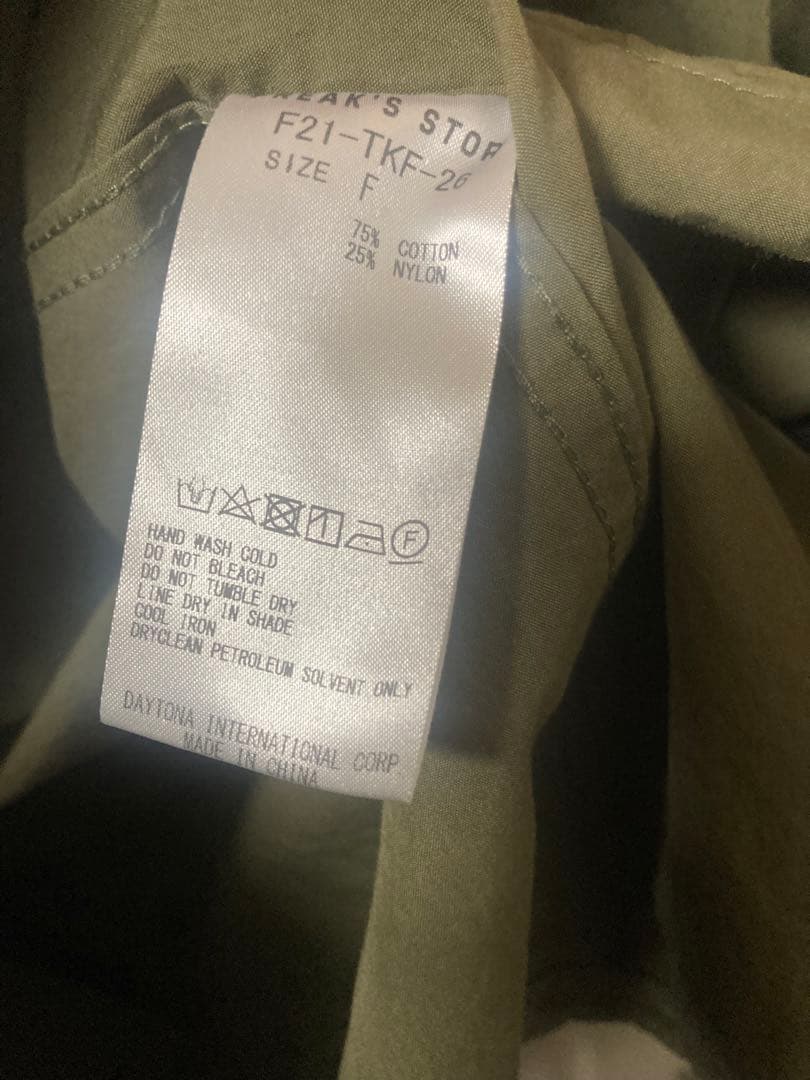 EAK'S STOR
F21-TKF-26
SIZE F
75% COTTON
25% NYLON
F
HAND WASH COLD
DO NOT BLEACH
DO NOT TUMBLE DRY
LINE DRY IN SHADE
COOL IRON
DRYCLEAN PETROLEUM SOLVENT ONLY
DAYTONA INTERNATIONAL CORP
MADE IN CHINA